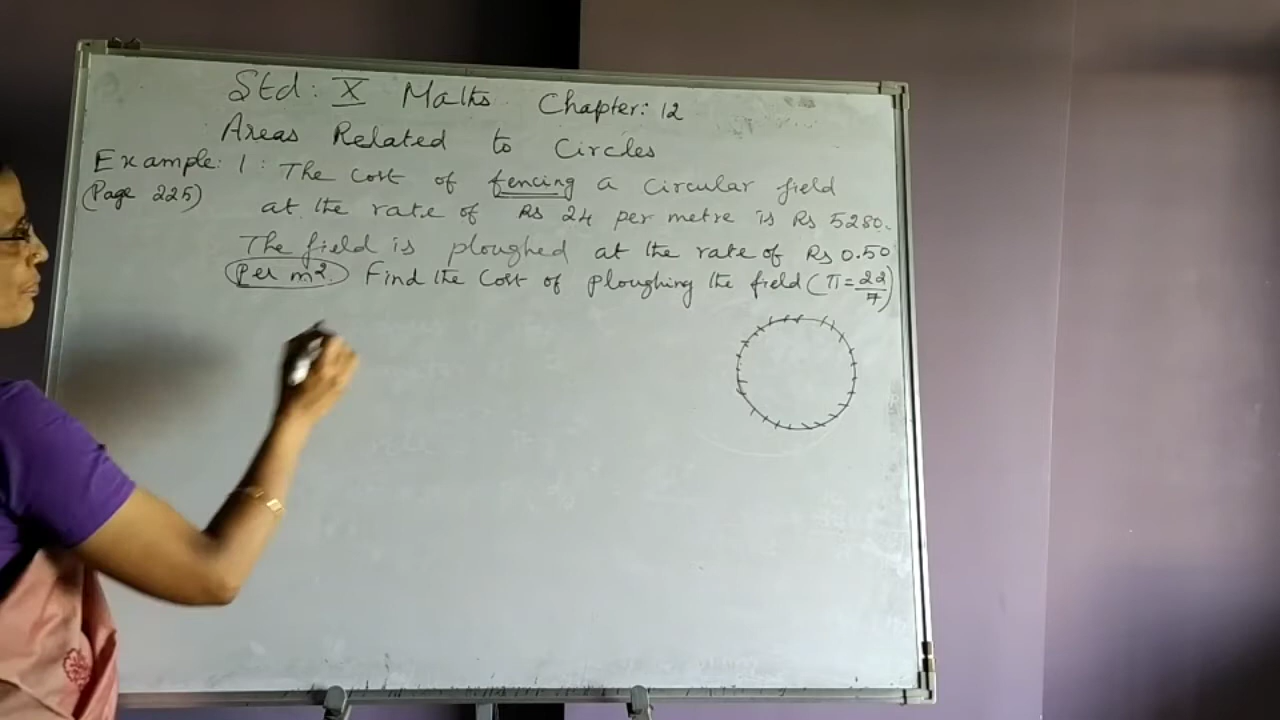 Std: X Maths Chapter: 12
Areas Related to Circles
Example: 1: The cost of fencing a circular field
(Page 225) at the rate of Rs 24 per metre is Rs 5280.
The field is ploughed at the rate of Rs 0.50
Per m² Find the cost of ploughing the field (π = 22/7)